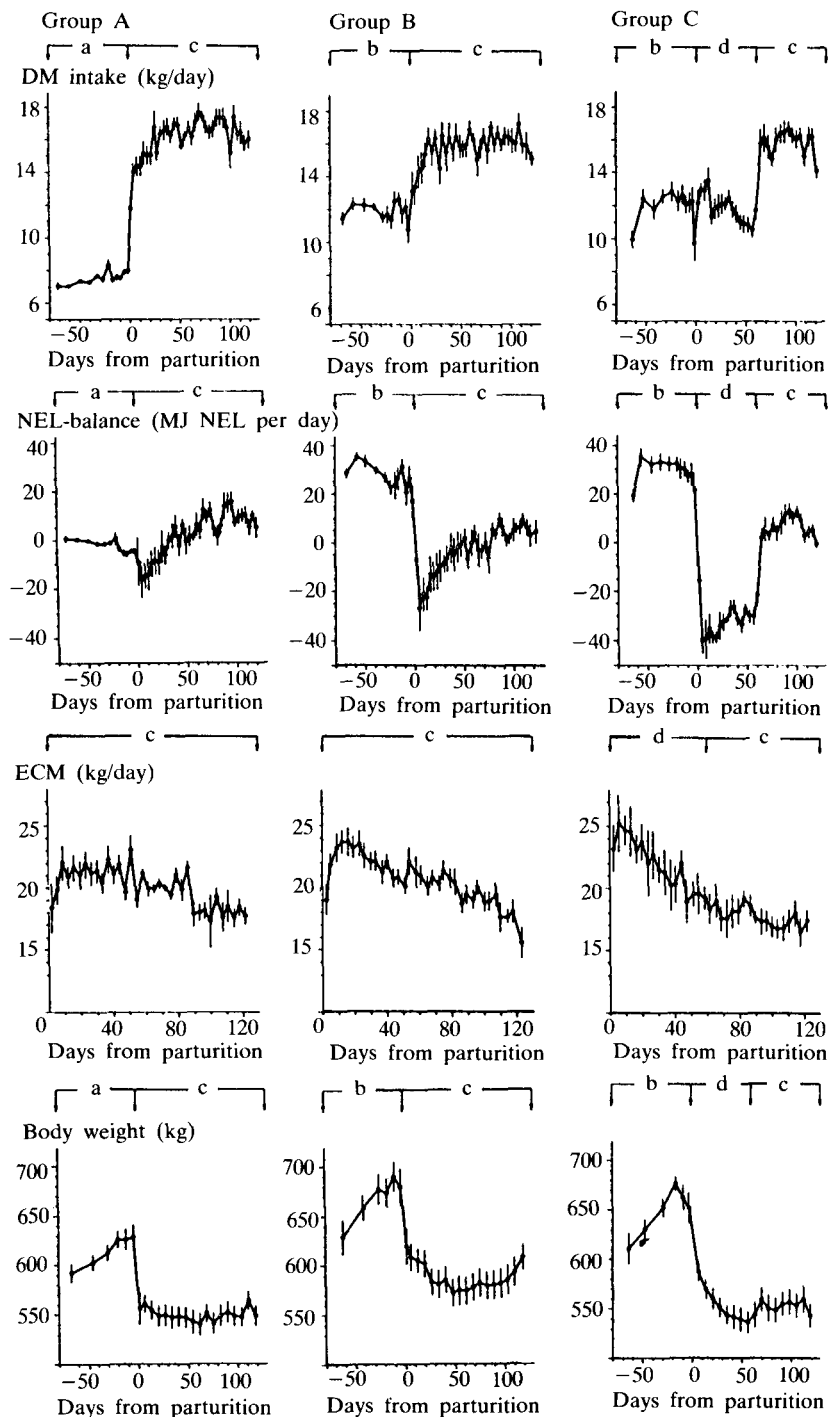 Group A Group B Group C
a c b c b d c
DM intake (kg/day)
18 18 18
14 14 14
10 10 10
6 6 6
−50 0 50 100 −50 0 50 100 −50 0 50 100
Days from parturition Days from parturition Days from parturition
a c b c b d c
NEL-balance (MJ NEL per day)
40 40 40
20 20 20
0 0 0
−20 −20 −20
−40 −40 −40
−50 0 50 100 −50 0 50 100 −50 0 50 100
Days from parturition Days from parturition Days from parturition
c c d c
ECM (kg/day)
25 25 25
20 20 20
15 15 15
0 40 80 120 0 40 80 120 0 40 80 120
Days from parturition Days from parturition Days from parturition
a c b c b d c
Body weight (kg)
700 700 700
650 650 650
600 600 600
550 550 550
−50 0 50 100 −50 0 50 100 −50 0 50 100
Days from parturition Days from parturition Days from parturition